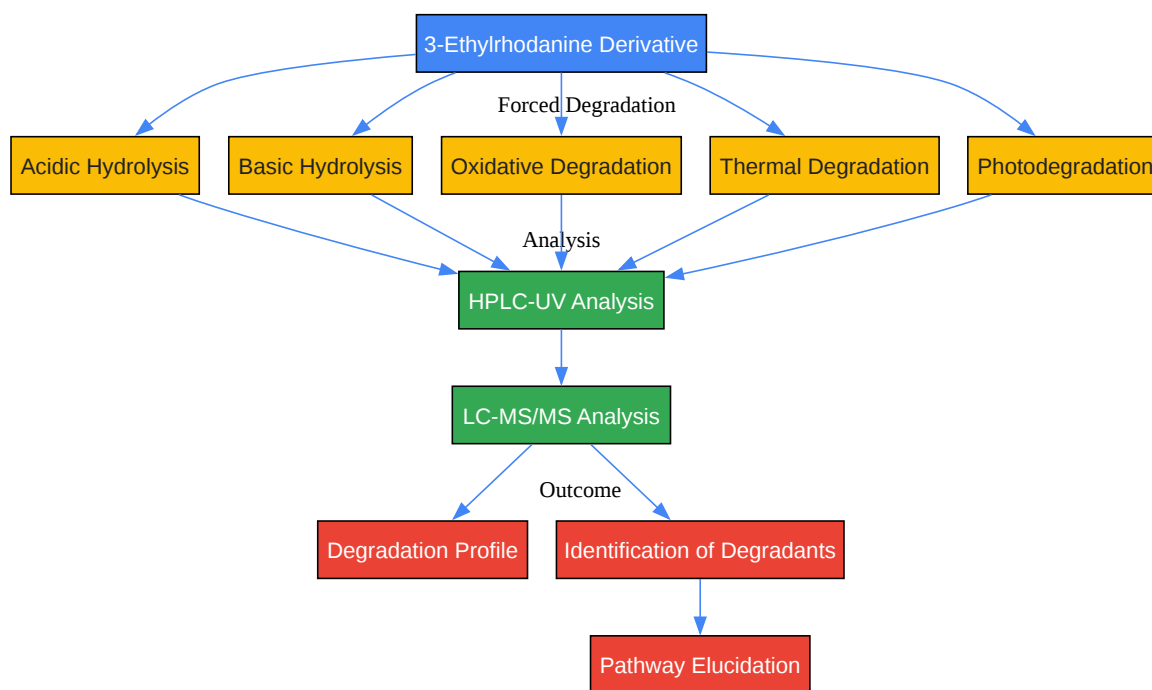 3-Ethylrhodanine Derivative
Forced Degradation
Acidic Hydrolysis
Basic Hydrolysis
Oxidative Degradation
Thermal Degradation
Photodegradation
Analysis
HPLC-UV Analysis
LC-MS/MS Analysis
Outcome
Degradation Profile
Identification of Degradants
Pathway Elucidation